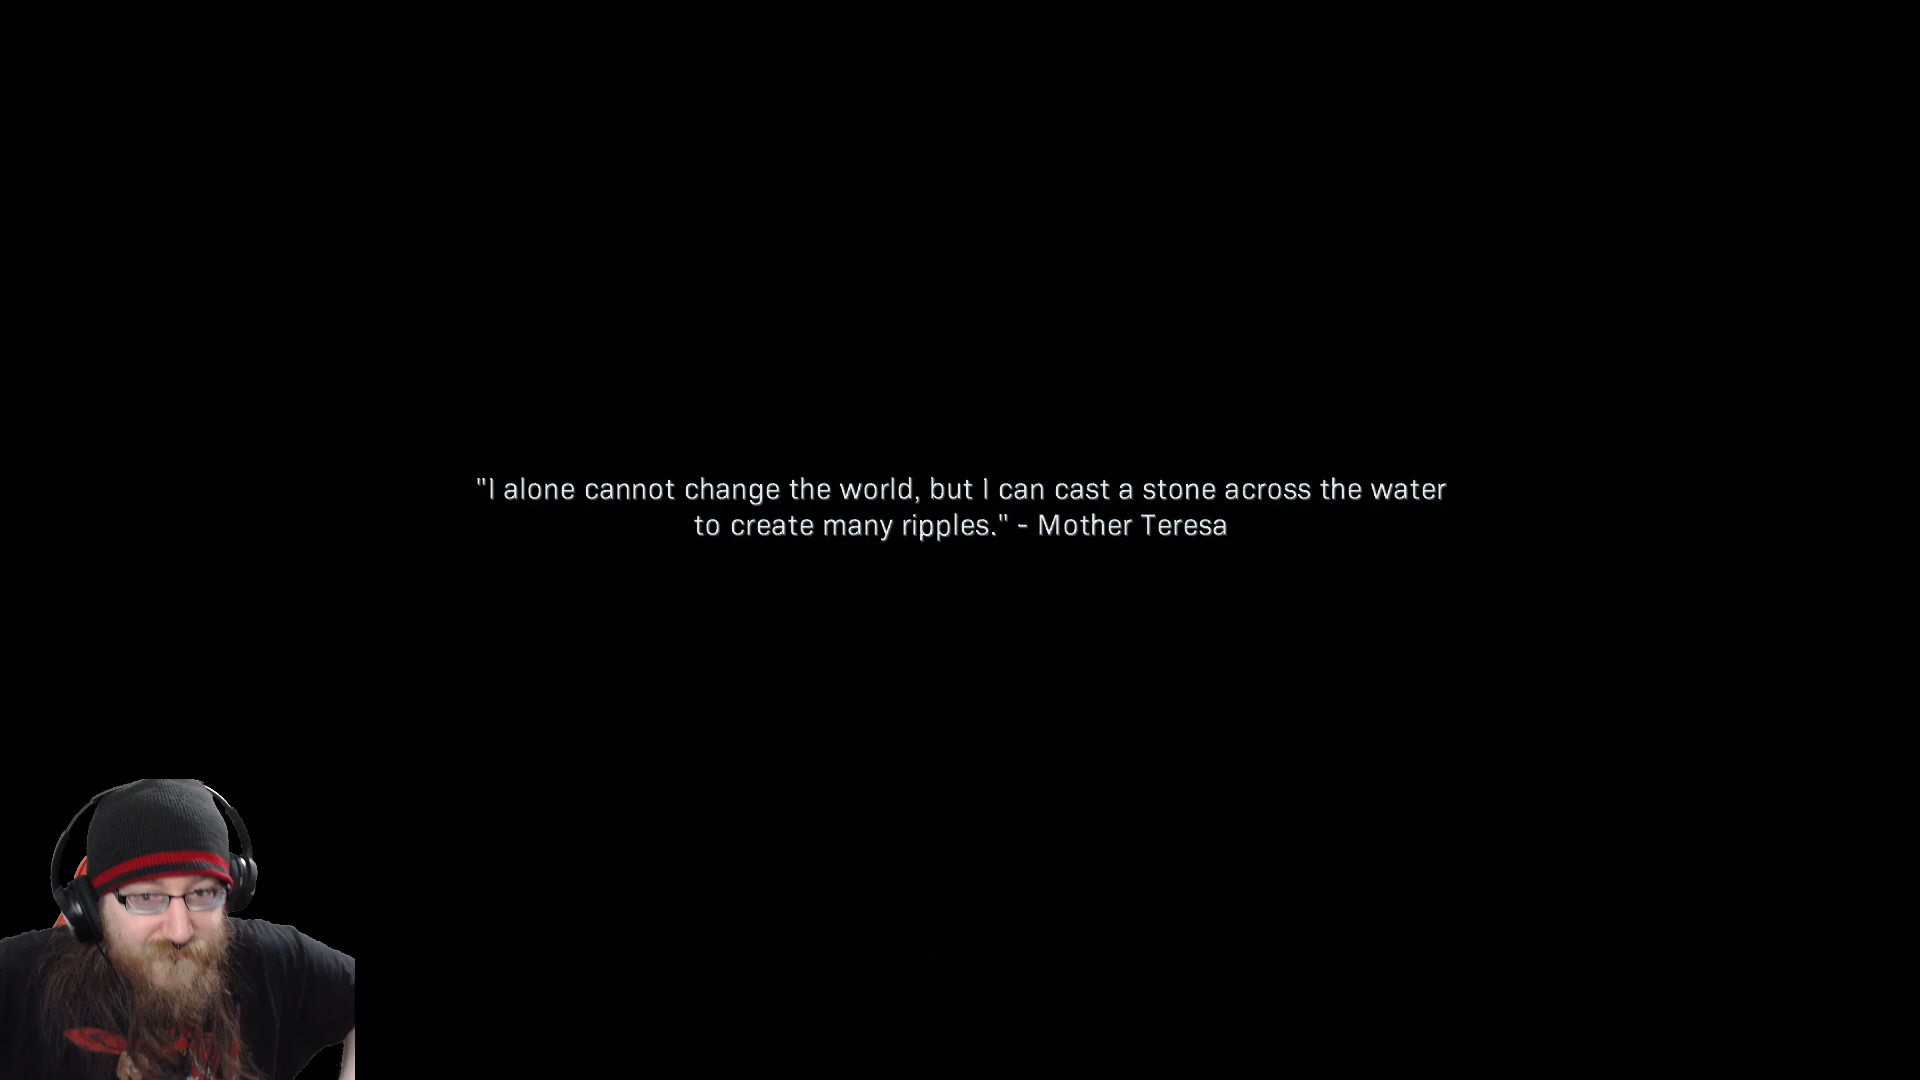 "I alone cannot change the world, but I can cast a stone across the water
to create many ripples." - Mother Teresa